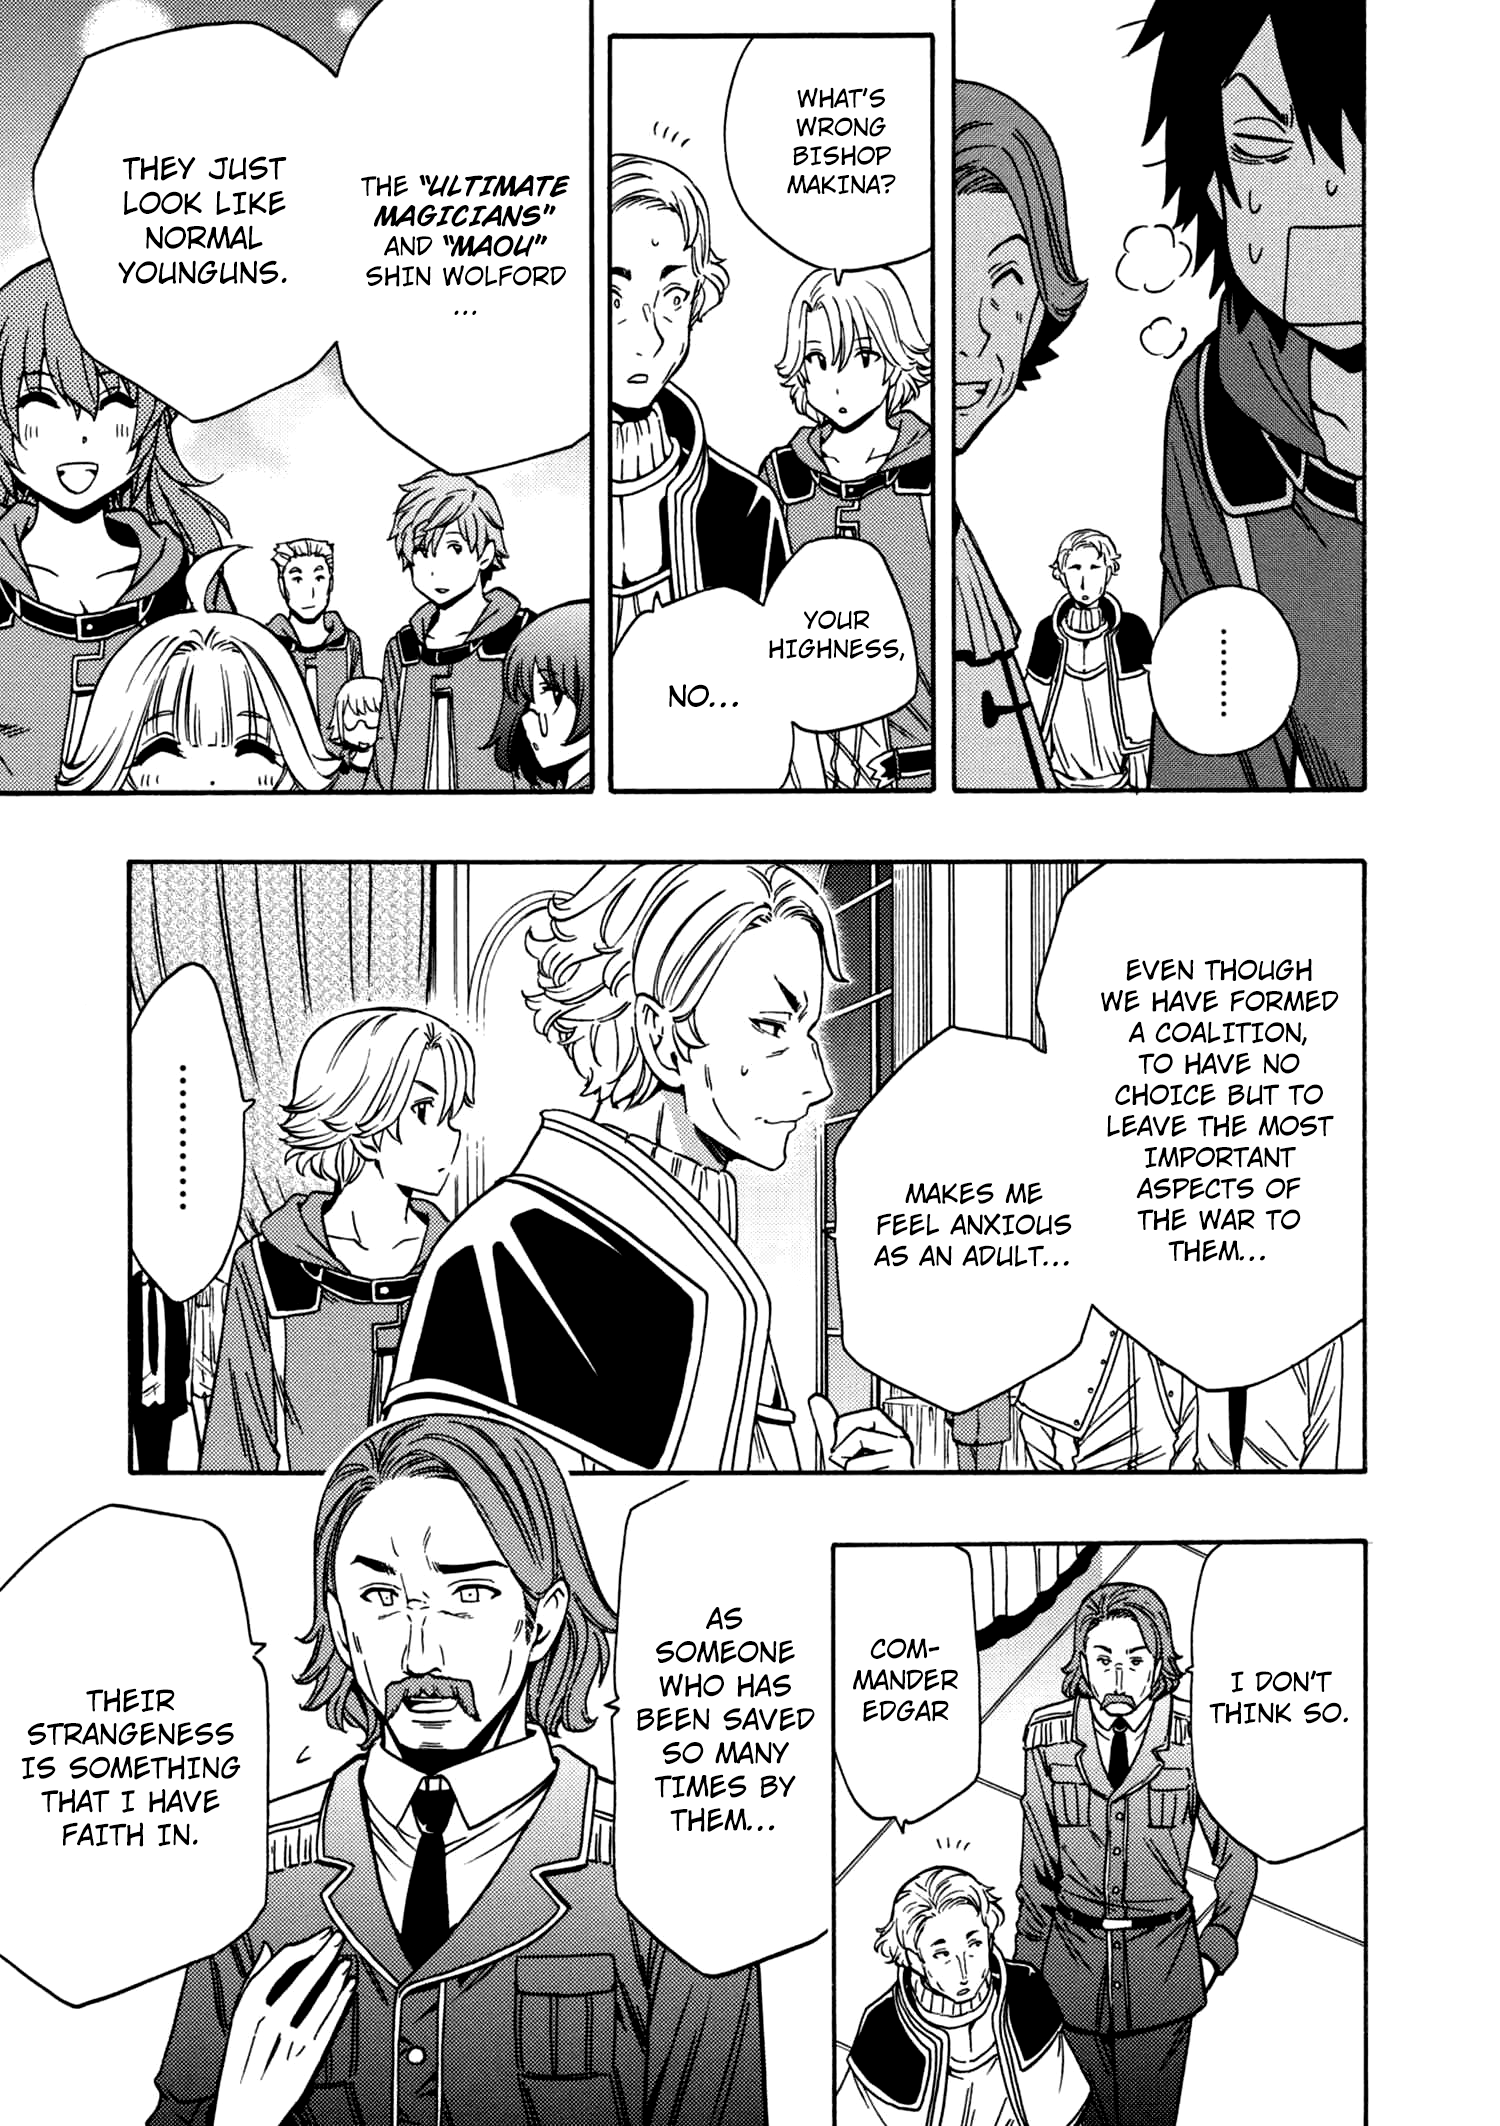 ..........
WHAT'S
WRONG
BISHOP
MAKINA?
YOUR
HIGHNESS,
NO...
THE "ULTIMATE
MAGICIANS"
AND "MAOU"
SHIN WOLFORD
...
THEY JUST
LOOK LIKE
NORMAL
YOUNGUNS.
EVEN THOUGH
WE HAVE FORMED
A COALITION,
TO HAVE NO
CHOICE BUT TO
LEAVE THE MOST
IMPORTANT
ASPECTS OF
THE WAR TO
THEM...
MAKES ME
FEEL ANXIOUS
AS AN ADULT...
..............
I DON'T
THINK SO.
COM-
MANDER
EDGAR
AS
SOMEONE
WHO HAS
BEEN SAVED
SO MANY
TIMES BY
THEM...
THEIR
STRANGENESS
IS SOMETHING
THAT I HAVE
FAITH IN.